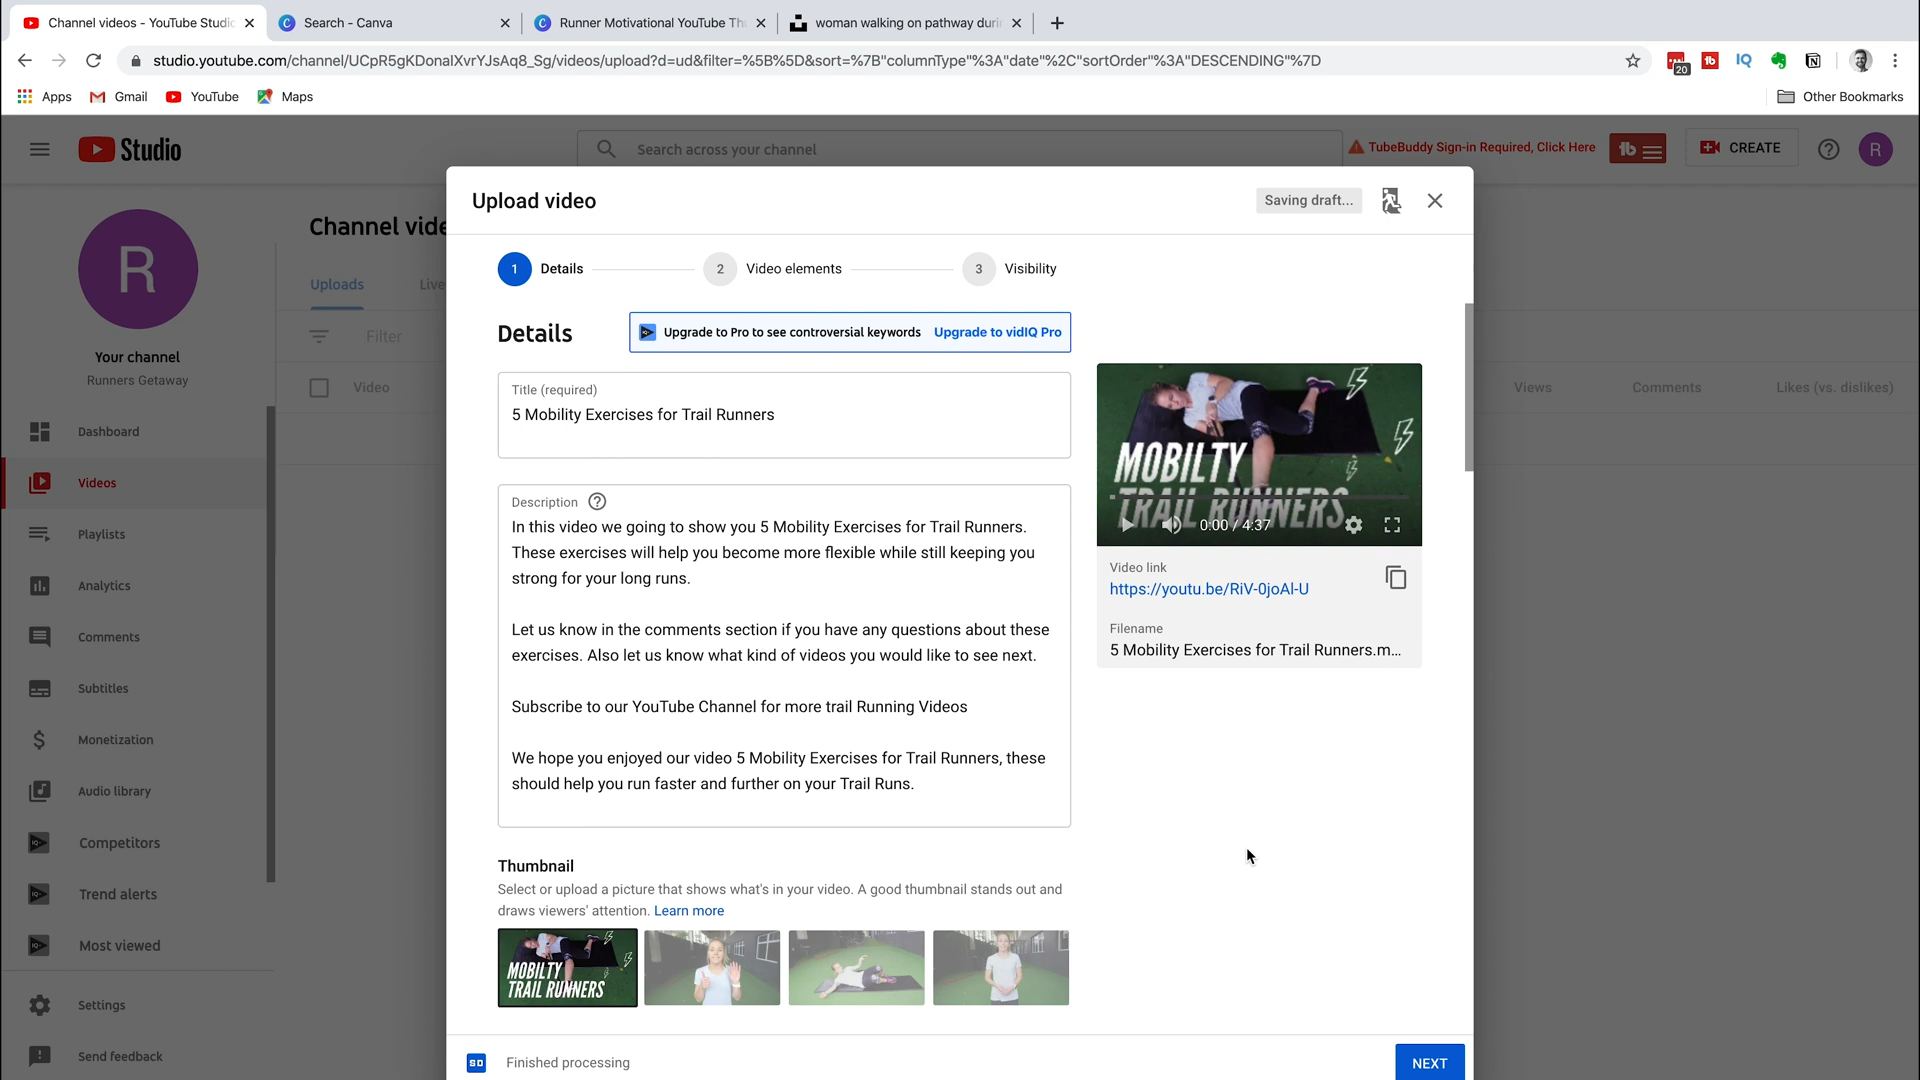 Channel videos - YouTube Studio
Search - Canva
Runner Motivational YouTube Th
woman walking on pathway duri
studio.youtube.com/channel/UCpR5gKDonalXvrYJsAq8_Sg/videos/upload?d=ud&filter=%5B%5D&sort=%7B"columnType"%3A"date"%2C"sortOrder"%3A"DESCENDING"%7D
20
IQ
Apps
Gmail
YouTube
Maps
Other Bookmarks
Studio
Search across your channel
TubeBuddy Sign-in Required, Click Here
CREATE
R
Upload video
Saving draft...
R
Channel vide
Uploads
Live
Filter
Video
Views
Comments
Likes (vs. dislikes)
Your channel
Runners Getaway
Dashboard
Videos
Playlists
Analytics
Comments
Subtitles
Monetization
Audio library
Competitors
Trend alerts
Most viewed
Settings
Send feedback
1 Details
2 Video elements
3 Visibility
Details
Upgrade to Pro to see controversial keywords Upgrade to vidIQ Pro
Title (required)
5 Mobility Exercises for Trail Runners
Description
In this video we going to show you 5 Mobility Exercises for Trail Runners.
These exercises will help you become more flexible while still keeping you
strong for your long runs.
Let us know in the comments section if you have any questions about these
exercises. Also let us know what kind of videos you would like to see next.
Subscribe to our YouTube Channel for more trail Running Videos
We hope you enjoyed our video 5 Mobility Exercises for Trail Runners, these
should help you run faster and further on your Trail Runs.
MOBILTY
TRAIL RUNNERS
0:00 / 4:37
Video link
https://youtu.be/RiV-0joAl-U
Filename
5 Mobility Exercises for Trail Runners.m...
Thumbnail
Select or upload a picture that shows what's in your video. A good thumbnail stands out and
draws viewers' attention. Learn more
MOBILTY
TRAIL RUNNERS
SD
Finished processing
NEXT